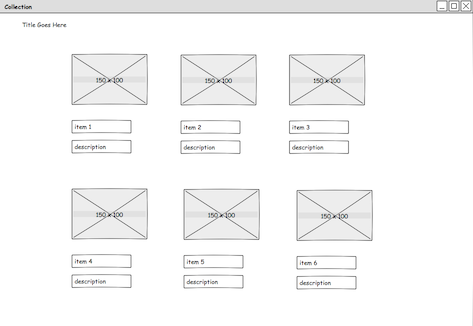 Collection
Title Goes Here
150 x 100 150 x 100 150 x 100
item 1 item 2 item 3
description description description
150 x 100 150 x 100 150 x 100
item 4 item 5 item 6
description description description